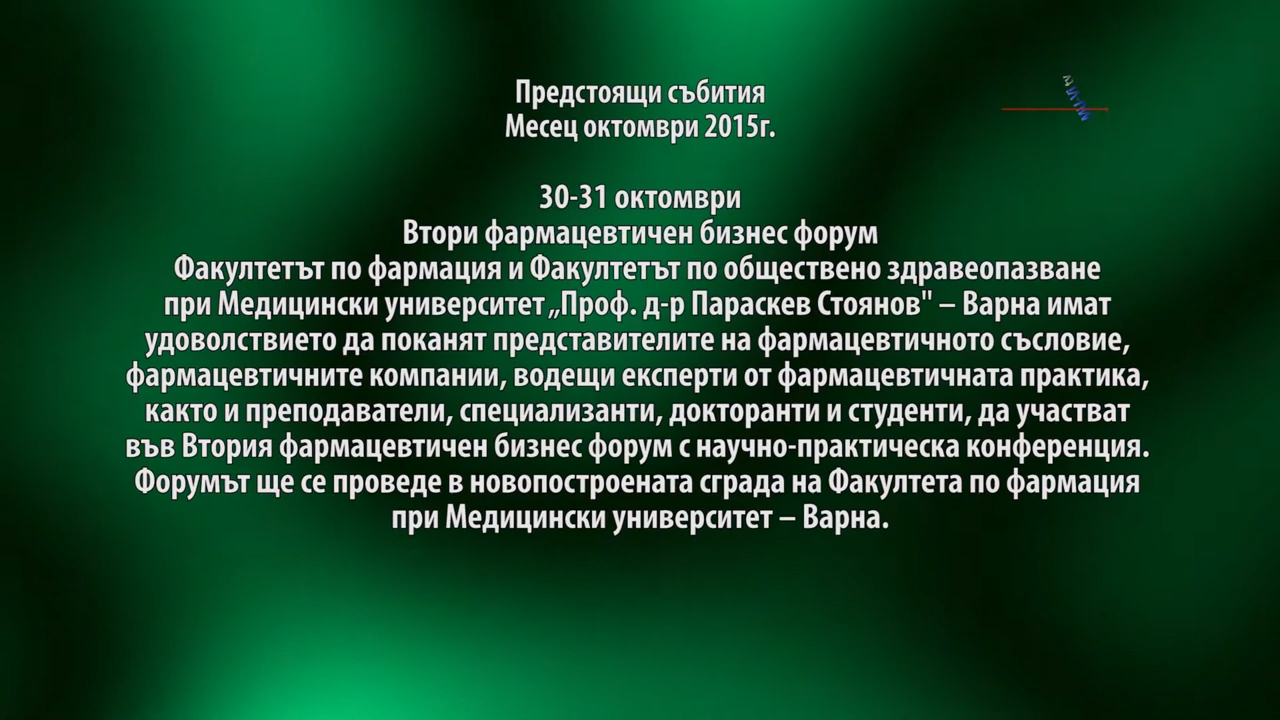 Предстоящи събития
Месец октомври 2015г.
30-31 октомври
Втори фармацевтичен бизнес форум
Факултетът по фармация и Факултетът по обществено здравеопазване
при Медицински университет „Проф. д-р Параскев Стоянов" – Варна имат
удоволствието да поканят представителите на фармацевтичното съсловие,
фармацевтичните компании, водещи експерти от фармацевтичната практика,
както и преподаватели, специализанти, докторанти и студенти, да участват
във Втория фармацевтичен бизнес форум с научно-практическа конференция.
Форумът ще се проведе в новопостроената сграда на Факултета по фармация
при Медицински университет – Варна.